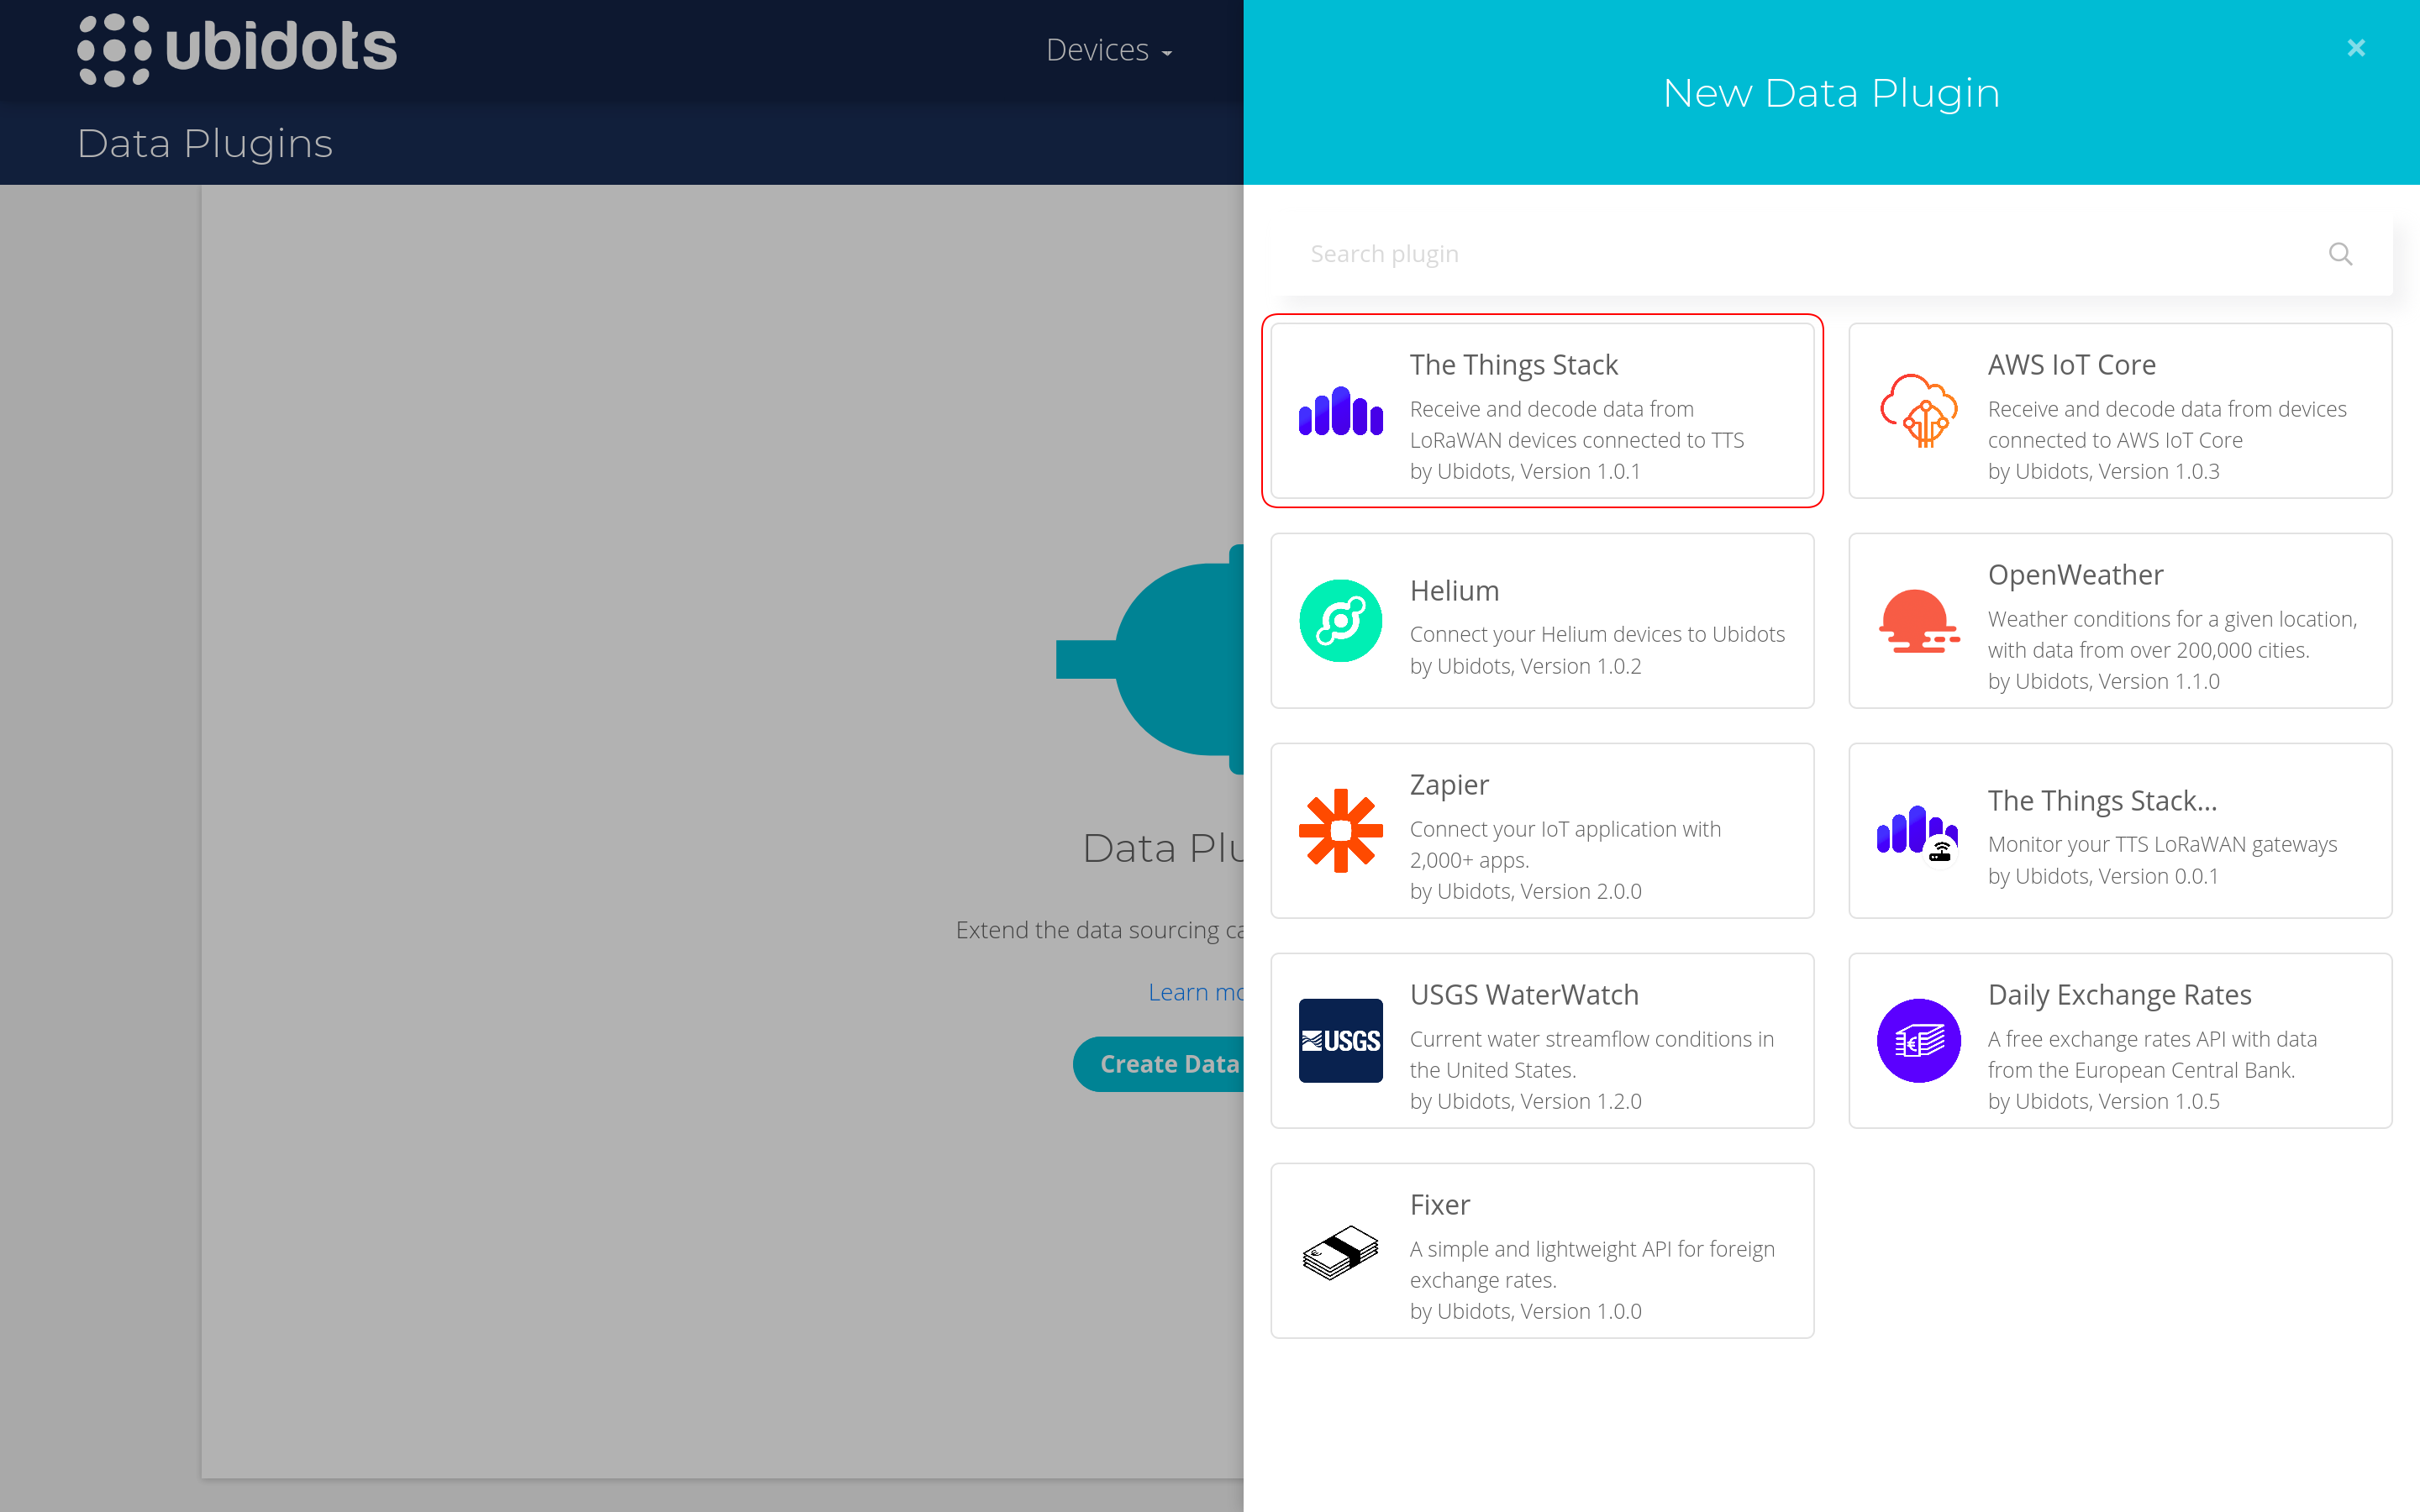 ubidots
Devices
Data Plugins
Data Plu
Extend the data sourcing ca
Learn mo
Create Data
New Data Plugin
×
Search plugin
The Things Stack
Receive and decode data from
LoRaWAN devices connected to TTS
by Ubidots, Version 1.0.1
AWS IoT Core
Receive and decode data from devices
connected to AWS IoT Core
by Ubidots, Version 1.0.3
Helium
Connect your Helium devices to Ubidots
by Ubidots, Version 1.0.2
OpenWeather
Weather conditions for a given location,
with data from over 200,000 cities.
by Ubidots, Version 1.1.0
Zapier
Connect your IoT application with
2,000+ apps.
by Ubidots, Version 2.0.0
The Things Stack...
Monitor your TTS LoRaWAN gateways
by Ubidots, Version 0.0.1
USGS
USGS WaterWatch
Current water streamflow conditions in
the United States.
by Ubidots, Version 1.2.0
Daily Exchange Rates
A free exchange rates API with data
from the European Central Bank.
by Ubidots, Version 1.0.5
Fixer
A simple and lightweight API for foreign
exchange rates.
by Ubidots, Version 1.0.0